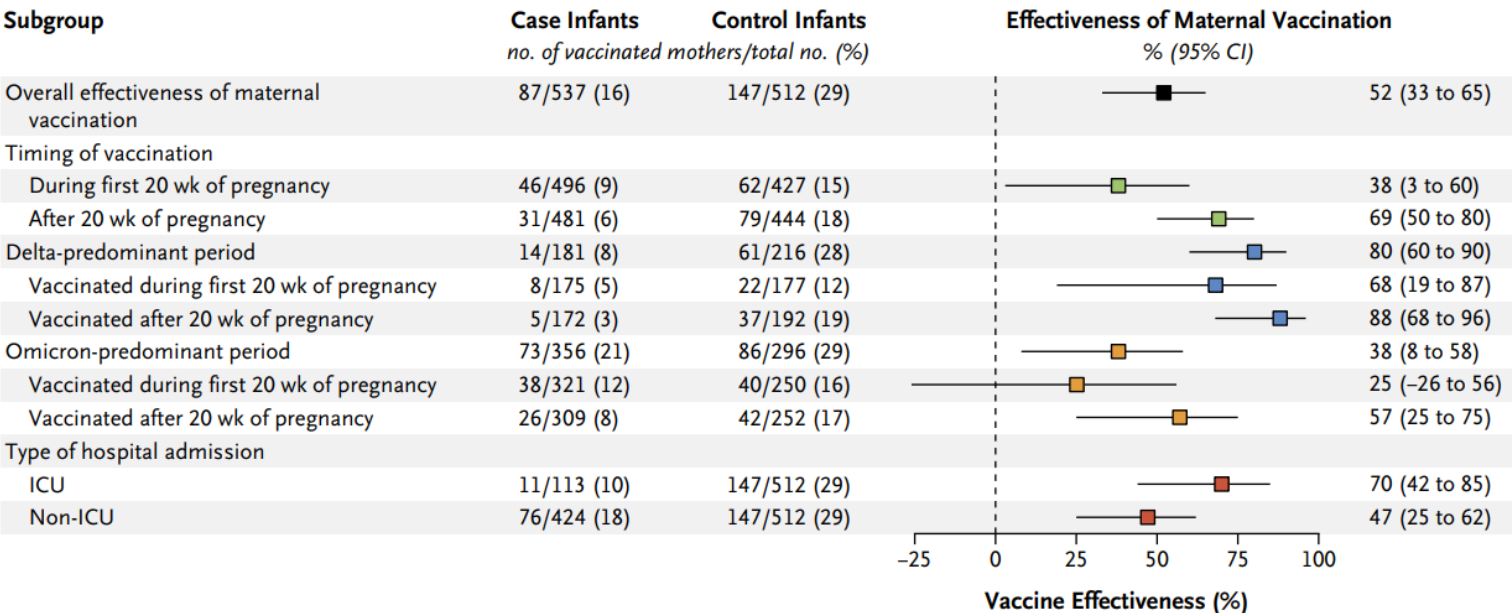 Subgroup Case Infants Control Infants Effectiveness of Maternal Vaccination
no. of vaccinated mothers/total no. (%) % (95% CI)
Overall effectiveness of maternal 87/537 (16) 147/512 (29) 52 (33 to 65)
vaccination
Timing of vaccination
During first 20 wk of pregnancy 46/496 (9) 62/427 (15) 38 (3 to 60)
After 20 wk of pregnancy 31/481 (6) 79/444 (18) 69 (50 to 80)
Delta-predominant period 14/181 (8) 61/216 (28) 80 (60 to 90)
Vaccinated during first 20 wk of pregnancy 8/175 (5) 22/177 (12) 68 (19 to 87)
Vaccinated after 20 wk of pregnancy 5/172 (3) 37/192 (19) 88 (68 to 96)
Omicron-predominant period 73/356 (21) 86/296 (29) 38 (8 to 58)
Vaccinated during first 20 wk of pregnancy 38/321 (12) 40/250 (16) 25 (–26 to 56)
Vaccinated after 20 wk of pregnancy 26/309 (8) 42/252 (17) 57 (25 to 75)
Type of hospital admission
ICU 11/113 (10) 147/512 (29) 70 (42 to 85)
Non-ICU 76/424 (18) 147/512 (29) 47 (25 to 62)
–25 0 25 50 75 100
Vaccine Effectiveness (%)